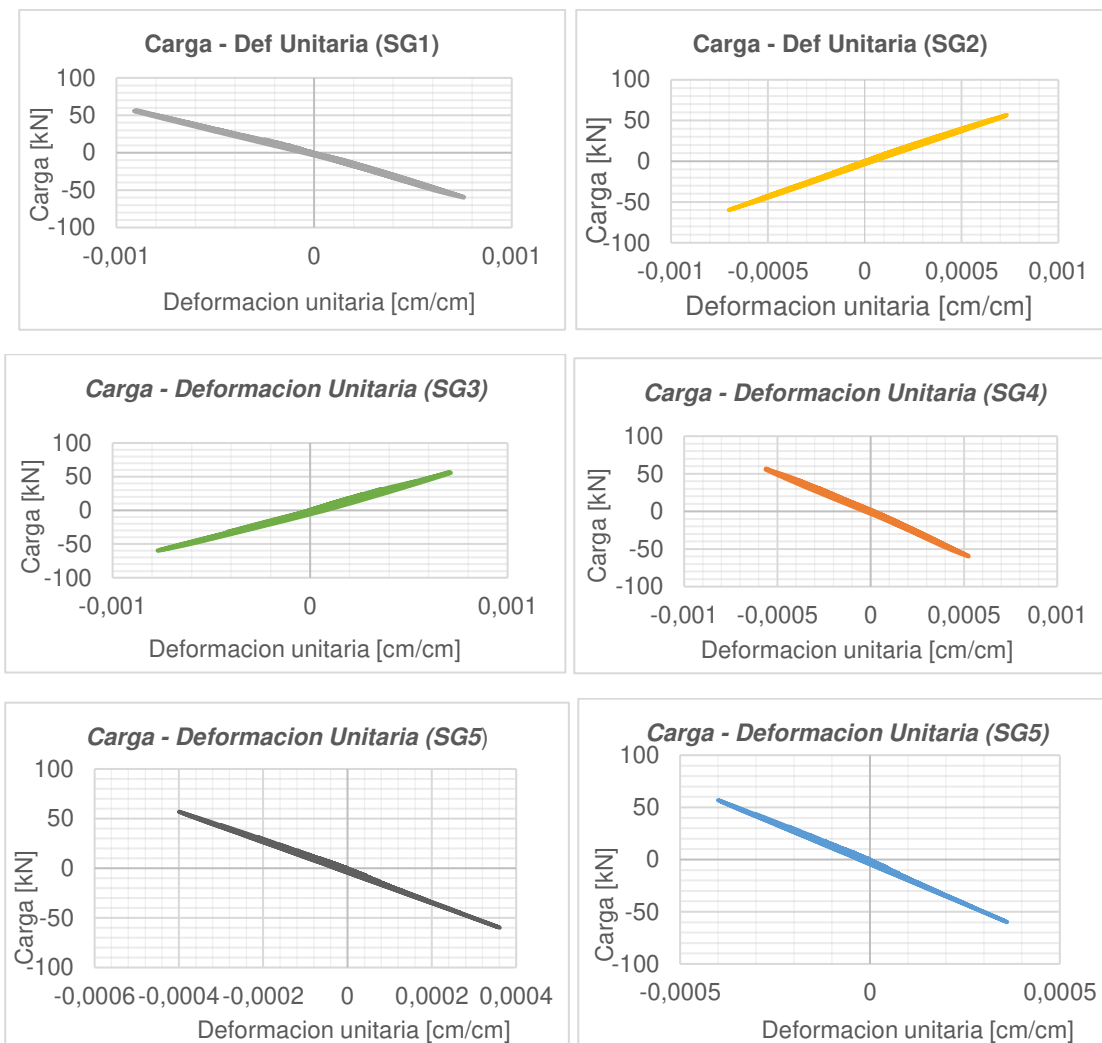 Carga - Def Unitaria (SG1)
100
50
0
-50
-100
-0,001 0 0,001
Carga [kN]
Deformacion unitaria [cm/cm]
Carga - Def Unitaria (SG2)
100
50
0
-50
-100
-0,001 -0,0005 0 0,0005 0,001
Carga [kN]
Deformacion unitaria [cm/cm]
Carga - Deformacion Unitaria (SG3)
100
50
0
-50
-100
-0,001 0 0,001
Carga [kN]
Deformacion unitaria [cm/cm]
Carga - Deformacion Unitaria (SG4)
100
50
0
-50
-100
-0,001 -0,0005 0 0,0005 0,001
Carga [kN]
Deformacion unitaria [cm/cm]
Carga - Deformacion Unitaria (SG5)
100
50
0
-50
-100
-0,0006 -0,0004 -0,0002 0 0,0002 0,0004
Carga [kN]
Deformacion unitaria [cm/cm]
Carga - Deformacion Unitaria (SG5)
100
50
0
-50
-100
-0,0005 0 0,0005
Carga [kN]
Deformacion unitaria [cm/cm]